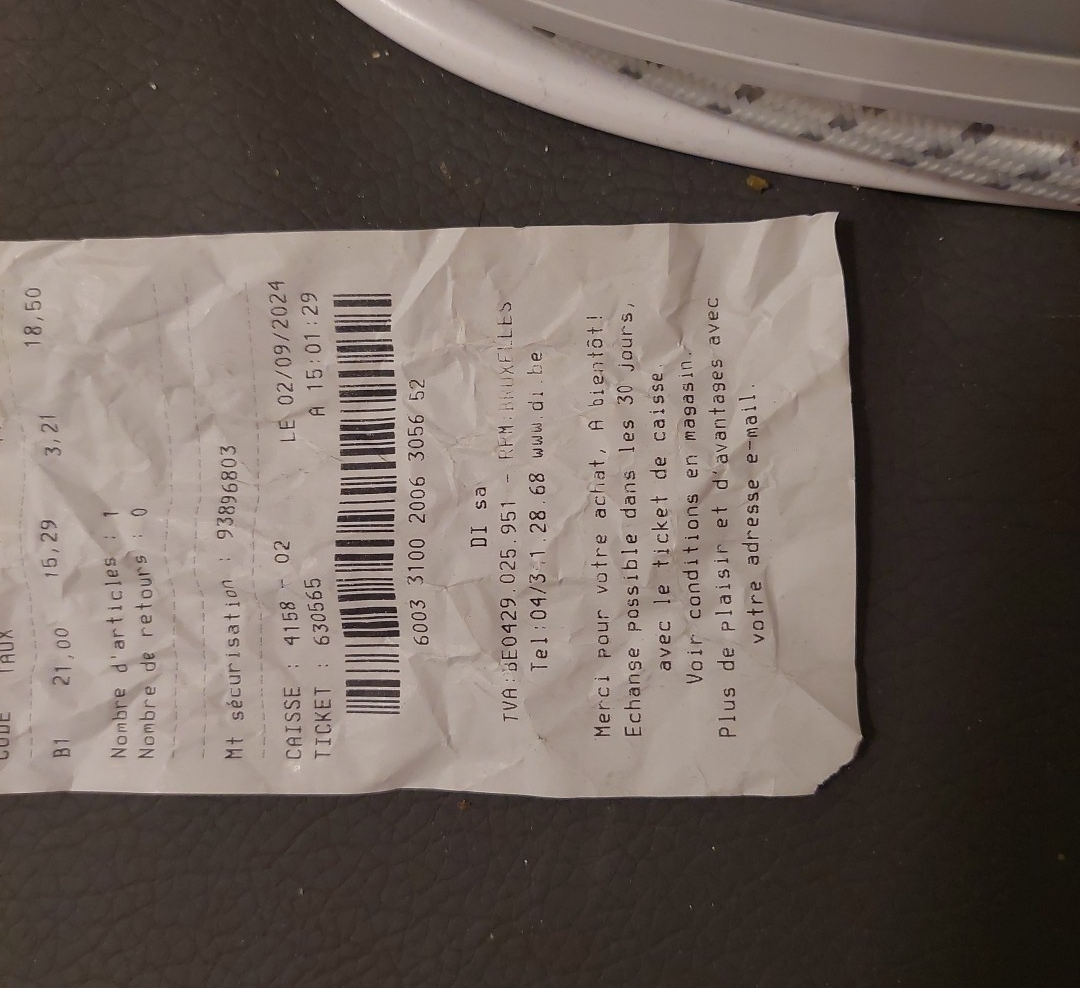 CODE TAUX
B1 21,00 15,29 3,21 18,50
Nombre d'articles : 1
Nombre de retours : 0
Mt sécurisation : 93896803
CAISSE : 4158 - 02 LE 02/09/2024
TICKET : 630565 A 15:01:29
6003 3100 2006 3056 52
DI sa
TVA:BE0429.025.951 - RPM:BRUXELLES
Tel:04/3 1.28.68 www.di.be
Merci pour votre achat, A bientôt!
Echange possible dans les 30 jours,
avec le ticket de caisse.
Voir conditions en magasin.
Plus de plaisir et d'avantages avec
votre adresse e-mail.